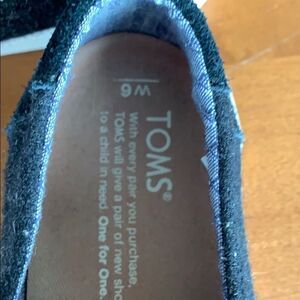 W6
TOMS®
With every pair you purchase,
TOMS will give a pair of new
to a child in need. One for One.